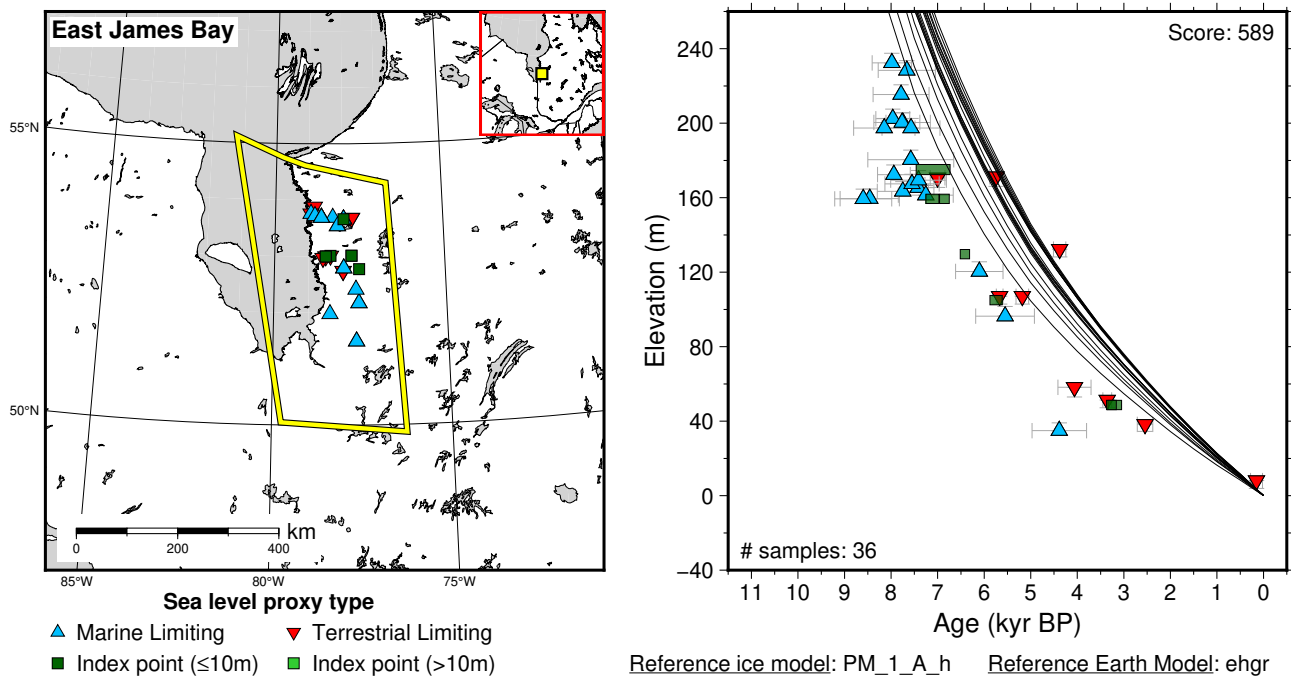 East James Bay
55°N
50°N
km
0 200 400
85°W 80°W 75°W
Sea level proxy type
Marine Limiting Terrestrial Limiting
Index point (≤10m) Index point (>10m)
Score: 589
240
200
160
120
80
40
0
−40
Elevation (m)
# samples: 36
11 10 9 8 7 6 5 4 3 2 1 0
Age (kyr BP)
Reference ice model: PM_1_A_h Reference Earth Model: ehgr